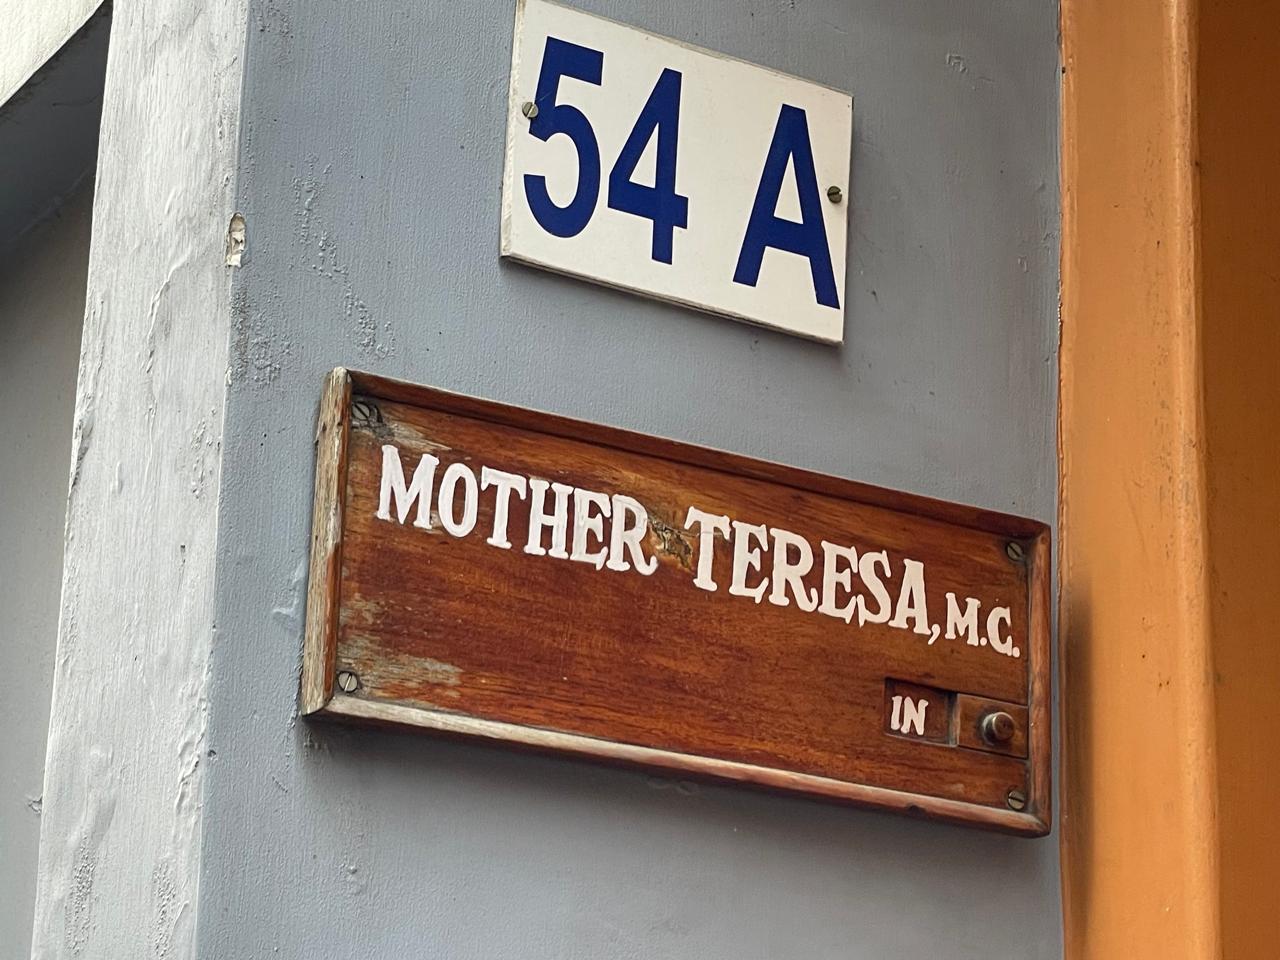 54 A
MOTHER TERESA, M.C.
IN